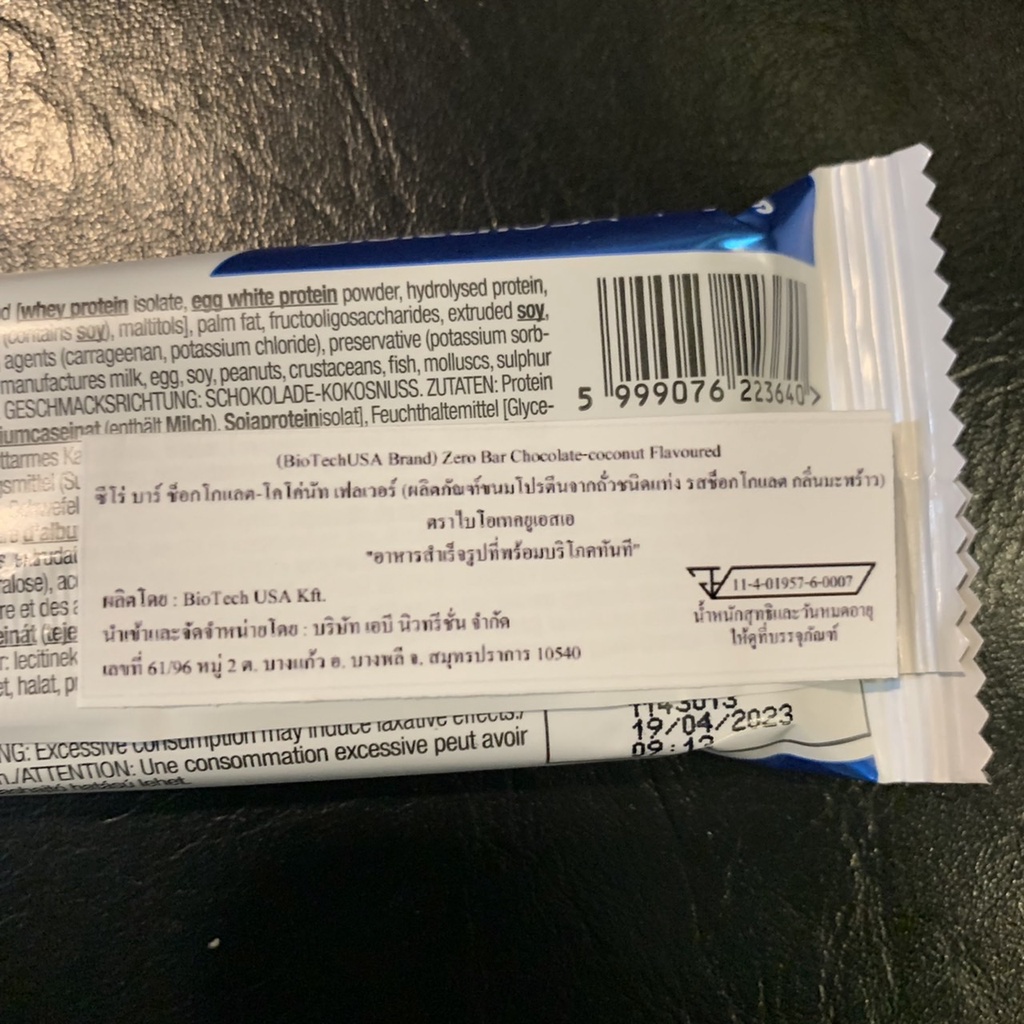 [whey protein isolate, egg white protein powder, hydrolysed protein,
(contains soy), maltitols], palm fat, fructooligosaccharides, extruded soy,
agents (carrageenan, potassium chloride), preservative (potassium sorb-
manufactures milk, egg, soy, peanuts, crustaceans, fish, molluscs, sulphur
GESCHMACKSRICHTUNG: SCHOKOLADE-KOKOSNUSS. ZUTATEN: Protein
(enthält Milch), Sojaproteinisolat], Feuchthaltemittel [Glyce-
5 999076 223640 >
(BioTechUSA Brand) Zero Bar Chocolate-coconut Flavoured
ซีโร่ บาร์ ช็อกโกแลต-โคโค่นัท เฟลเวอร์ (ผลิตภัณฑ์ขนมโปรตีนจากถั่วชนิดแท่ง รสช็อกโกแลต กลิ่นมะพร้าว)
ตราไบโอเทคยูเอสเอ
"อาหารสำเร็จรูปที่พร้อมบริโภคทันที"
ผลิตโดย : BioTech USA Kft.
นำเข้าและจัดจำหน่ายโดย : บริษัท เอบี นิวทรีชั่น จำกัด
เลขที่ 61/96 หมู่ 2 ต. บางแก้ว อ. บางพลี จ. สมุทรปราการ 10540
11-4-01957-6-0007
น้ำหนักสุทธิและวันหมดอายุ
ให้ดูที่บรรจุภัณฑ์
et des
lecitinek
halat,
Excessive consumption may induce laxative effects./
/ATTENTION: Une consommation excessive peut avoir
19/04/2023